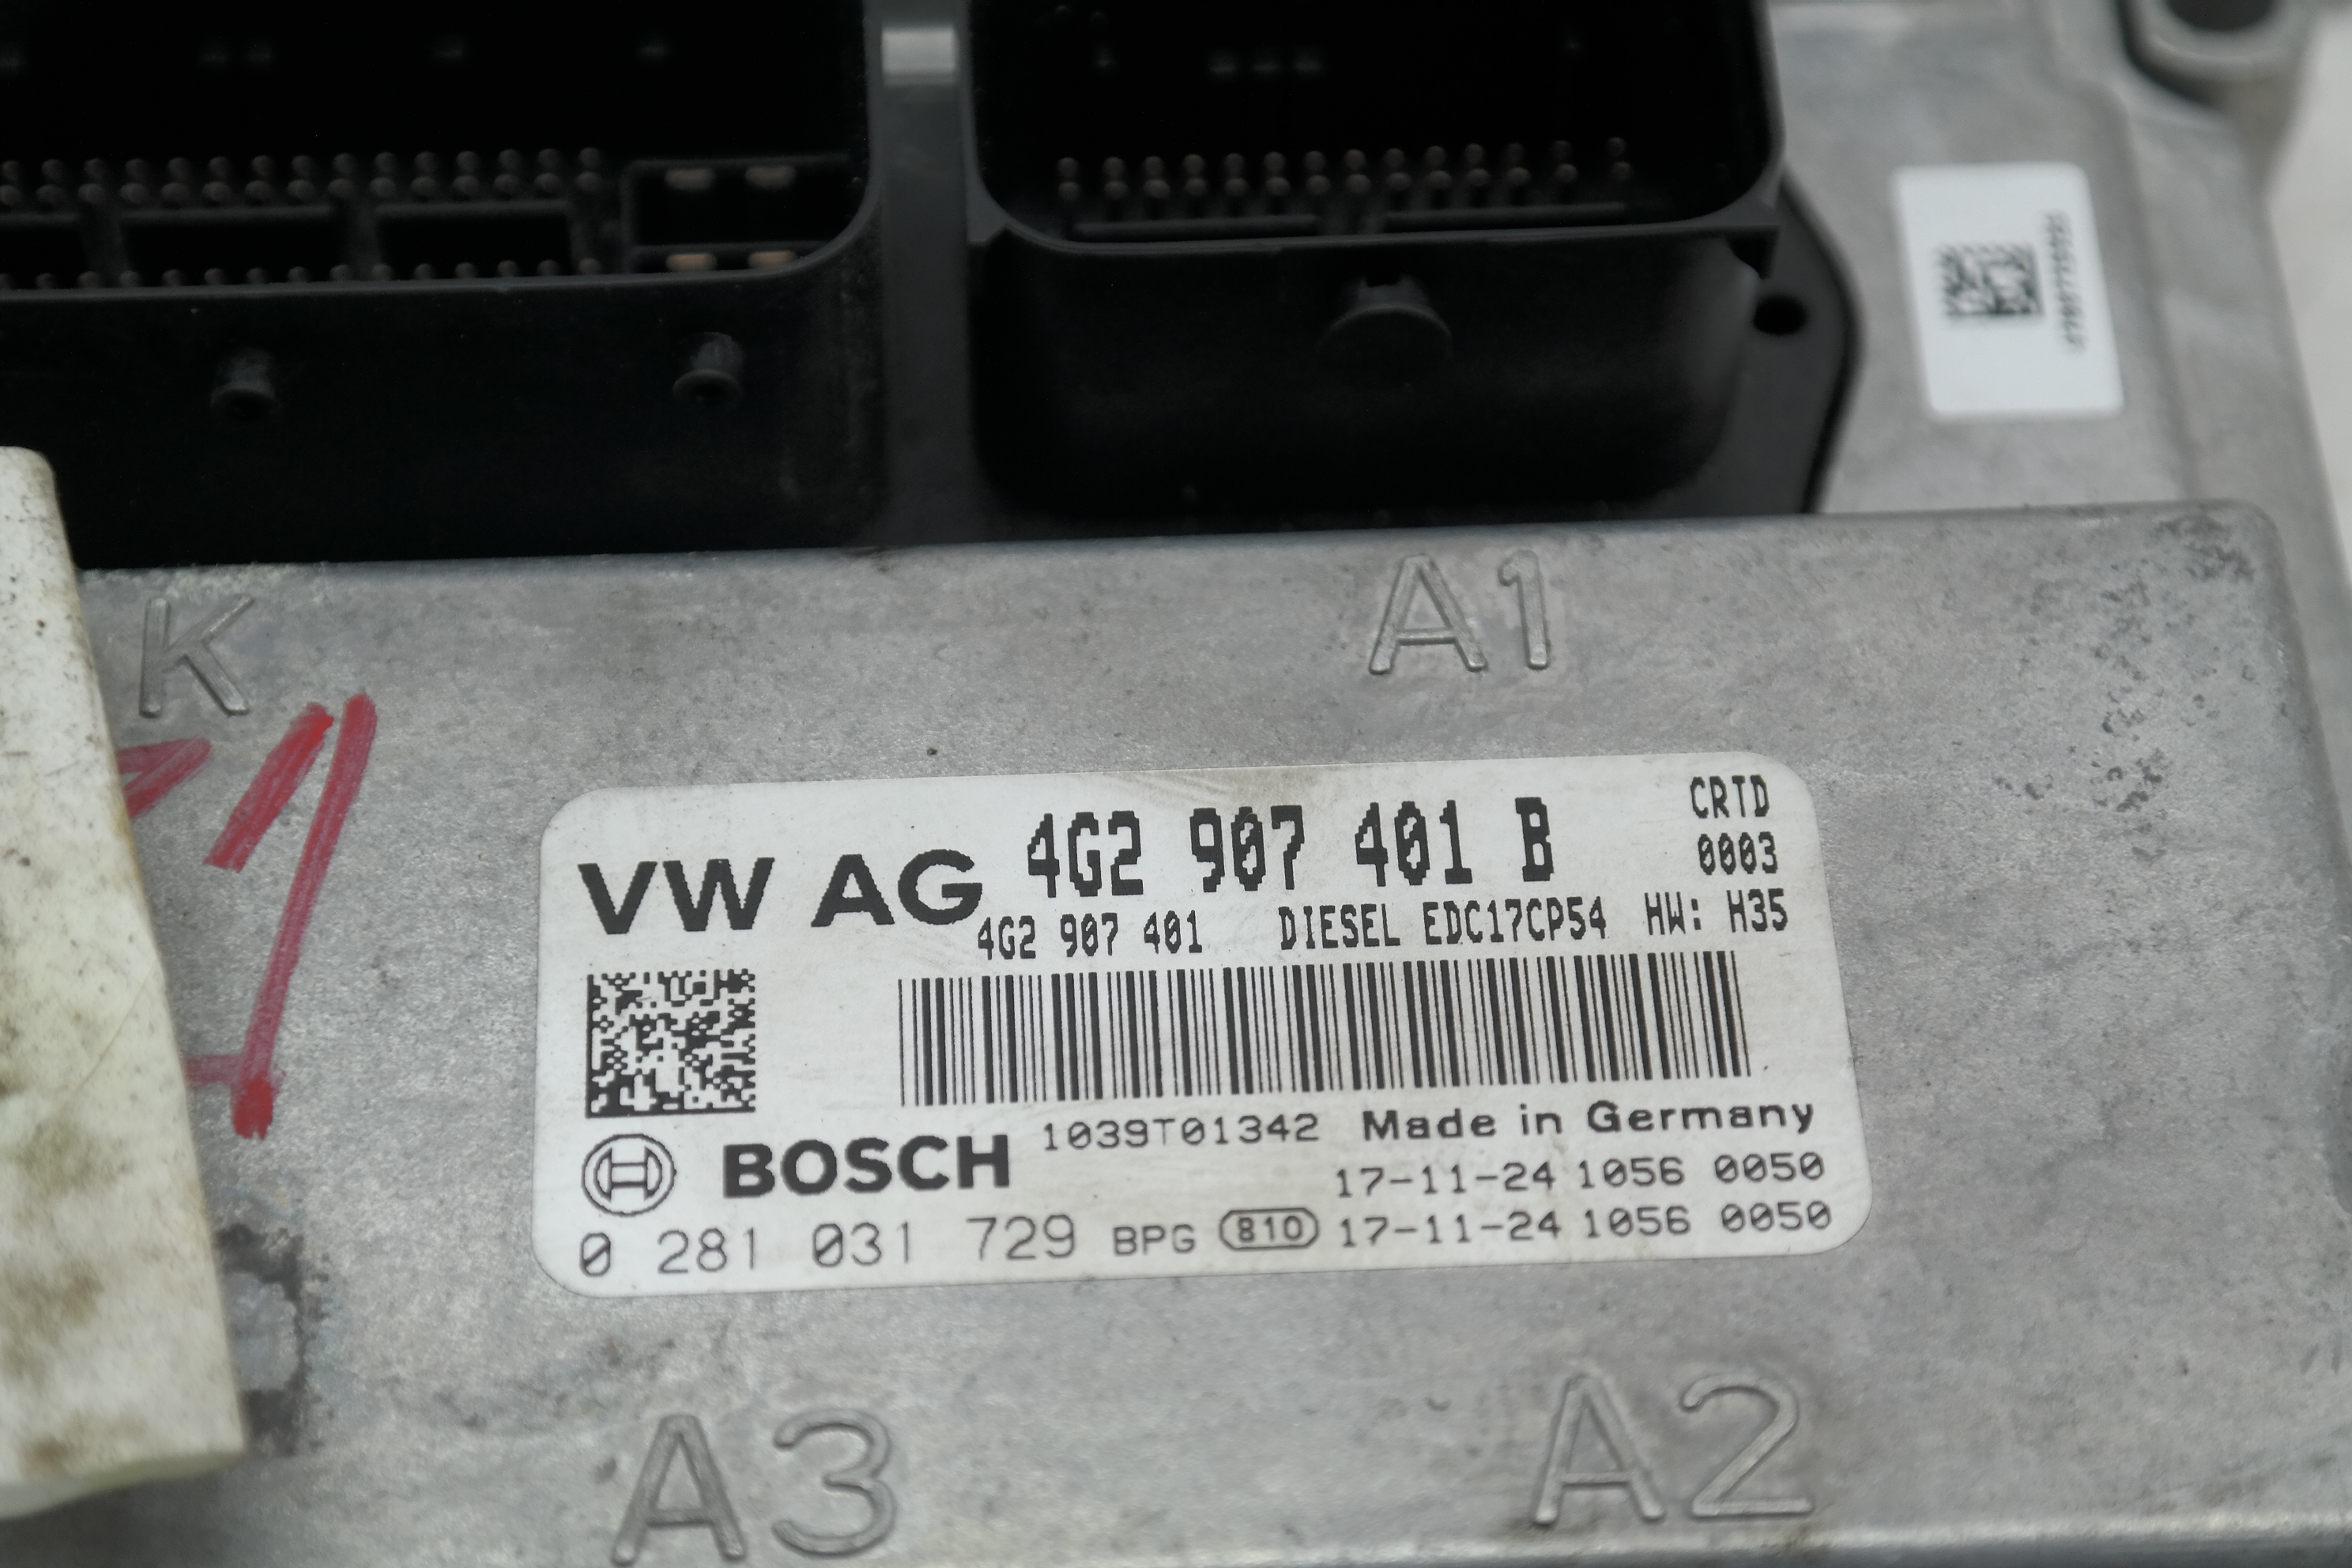 K
A1
VW AG 4G2 907 401 B
CRTD
0003
4G2 907 401 DIESEL EDC17CP54 HW: H35
1039T01342 Made in Germany
BOSCH
17-11-24 1056 0050
0 281 031 729 BPG 810 17-11-24 1056 0050
A3
A2